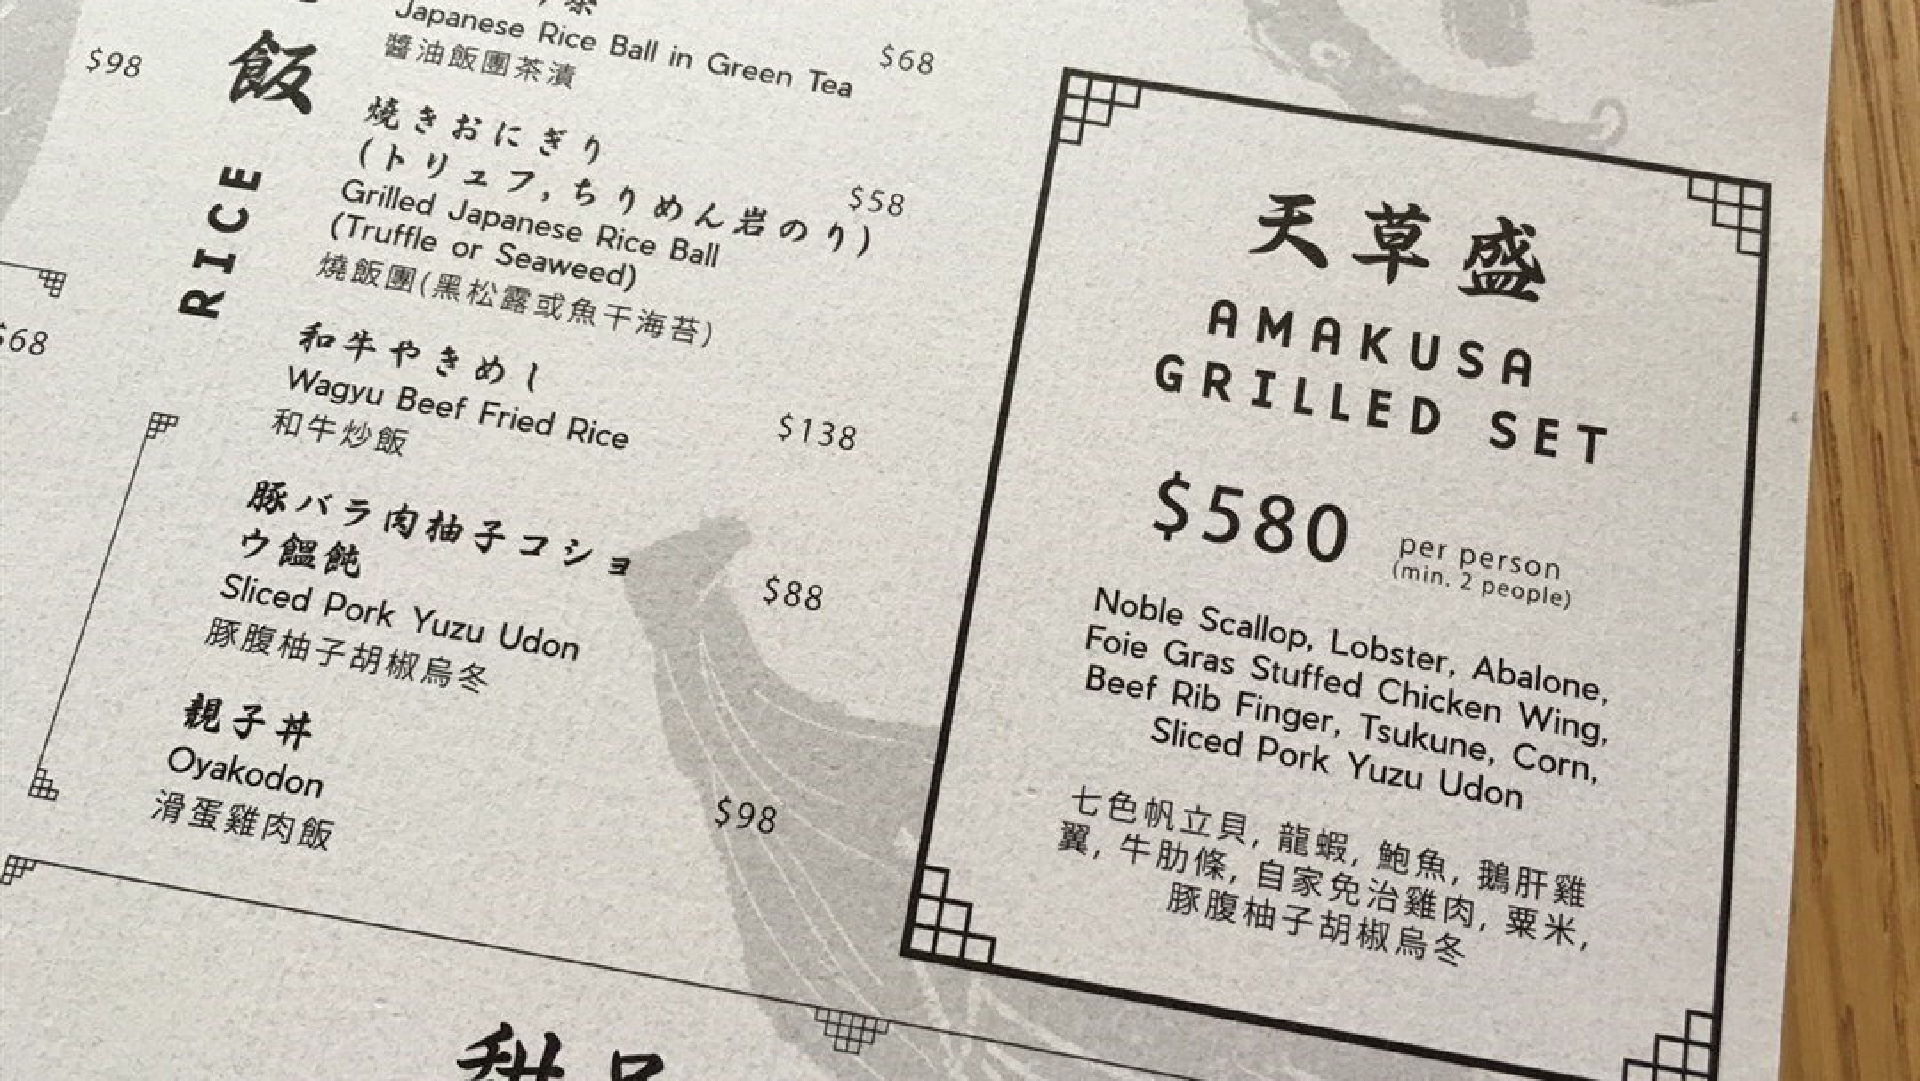 $98
$68
飯
RICE
Japanese Rice Ball in Green Tea
$68
醬油飯團茶漬
焼きおにぎり
(トリュフ,ちりめん岩のり)
$58
Grilled Japanese Rice Ball
(Truffle or Seaweed)
燒飯團(黑松露或魚干海苔)
和牛やきめし
Wagyu Beef Fried Rice
$138
和牛炒飯
豚バラ肉柚子コショ
ウ饂飩
$88
Sliced Pork Yuzu Udon
豚腹柚子胡椒烏冬
親子丼
Oyakodon
$98
滑蛋雞肉飯
天草盛
AMAKUSA
GRILLED SET
$580
per person
(min. 2 people)
Noble Scallop, Lobster, Abalone,
Foie Gras Stuffed Chicken Wing,
Beef Rib Finger, Tsukune, Corn,
Sliced Pork Yuzu Udon
七色帆立貝, 龍蝦, 鮑魚, 鵝肝雞
翼, 牛肋條, 自家免治雞肉, 粟米,
豚腹柚子胡椒烏冬